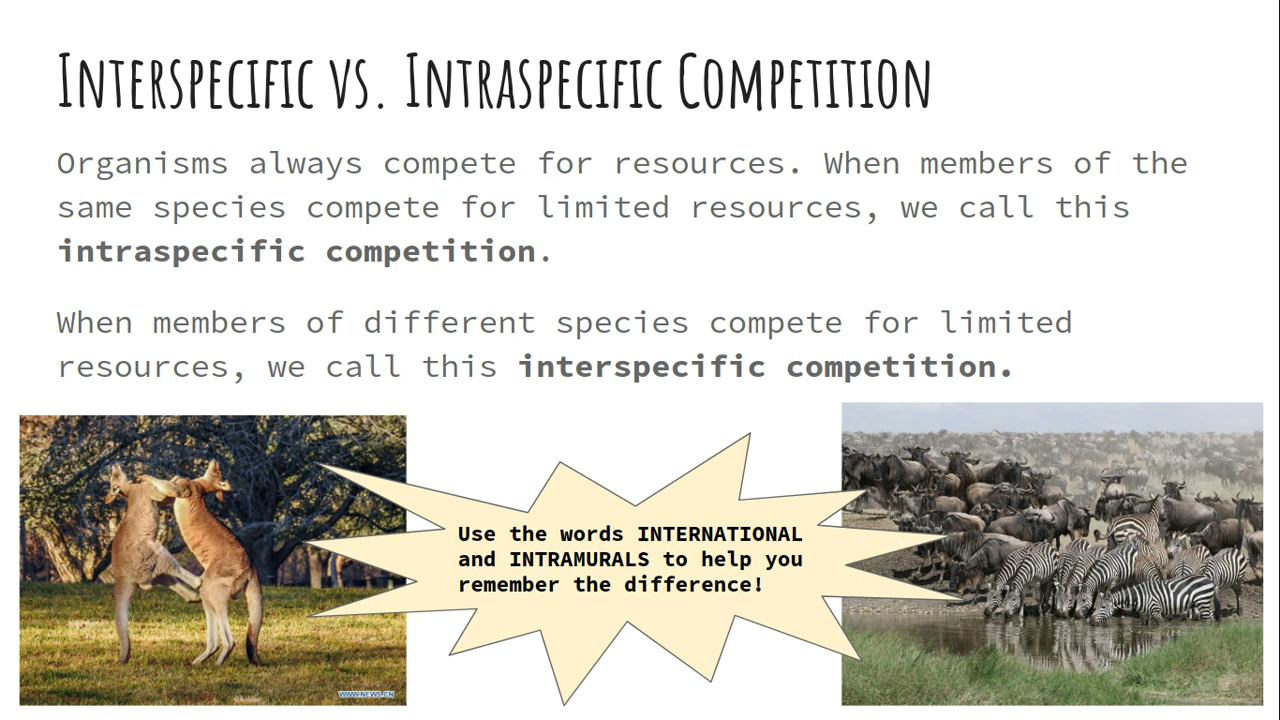 Interspecific vs. Intraspecific Competition
Organisms always compete for resources. When members of the
same species compete for limited resources, we call this
intraspecific competition.
When members of different species compete for limited
resources, we call this interspecific competition.
Use the words INTERNATIONAL
and INTRAMURALS to help you
remember the difference!
WWW.NEWS.CN